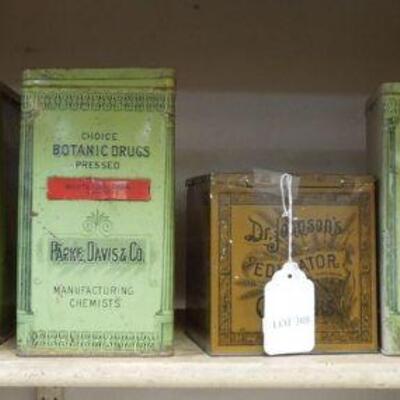 CHOICE
BOTANIC DRUGS
PRESSED
PARKE, DAVIS & CO.
MANUFACTURING
CHEMISTS
Dr. Johnson's
EDUCATOR
LOT 308